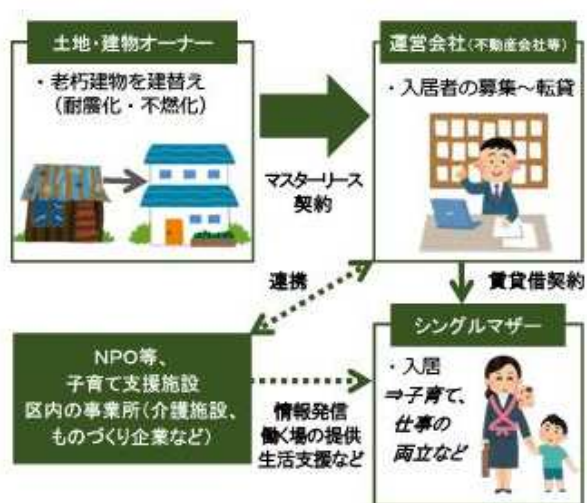 土地・建物オーナー
・老朽建物を建替え
（耐震化・不燃化）
マスターリース
契約
運営会社（不動産会社等）
・入居者の募集～転貸
連携
賃貸借契約
NPO等、
子育て支援施設
区内の事業所（介護施設、
ものづくり企業など）
情報発信
働く場の提供
生活支援など
シングルマザー
・入居
⇒子育て、
仕事の
両立など